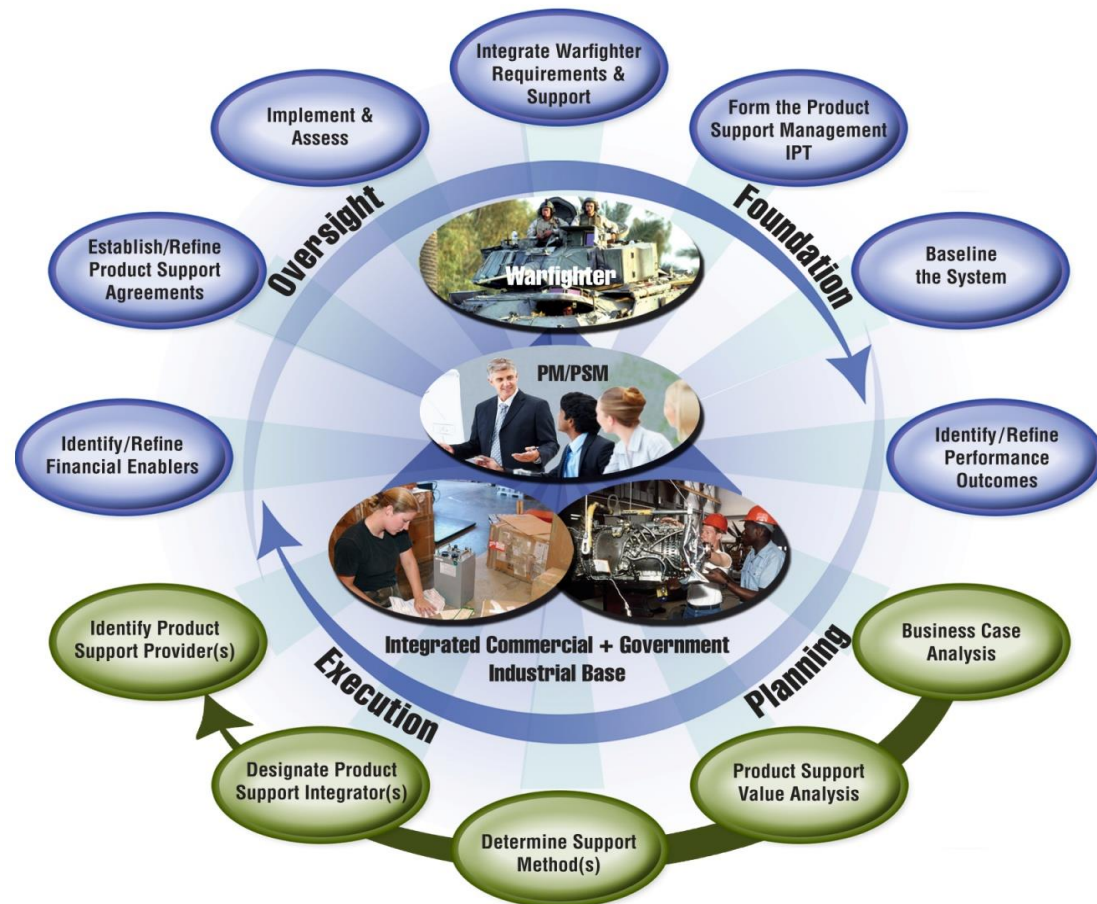 Integrate Warfighter
Requirements &
Support
Form the Product
Support Management
IPT
Baseline
the System
Identify/Refine
Performance
Outcomes
Business Case
Analysis
Product Support
Value Analysis
Determine Support
Method(s)
Designate Product
Support Integrator(s)
Identify Product
Support Provider(s)
Identify/Refine
Financial Enablers
Establish/Refine
Product Support
Agreements
Implement &
Assess
Oversight
Foundation
Planning
Execution
Warfighter
PM/PSM
Integrated Commercial + Government
Industrial Base